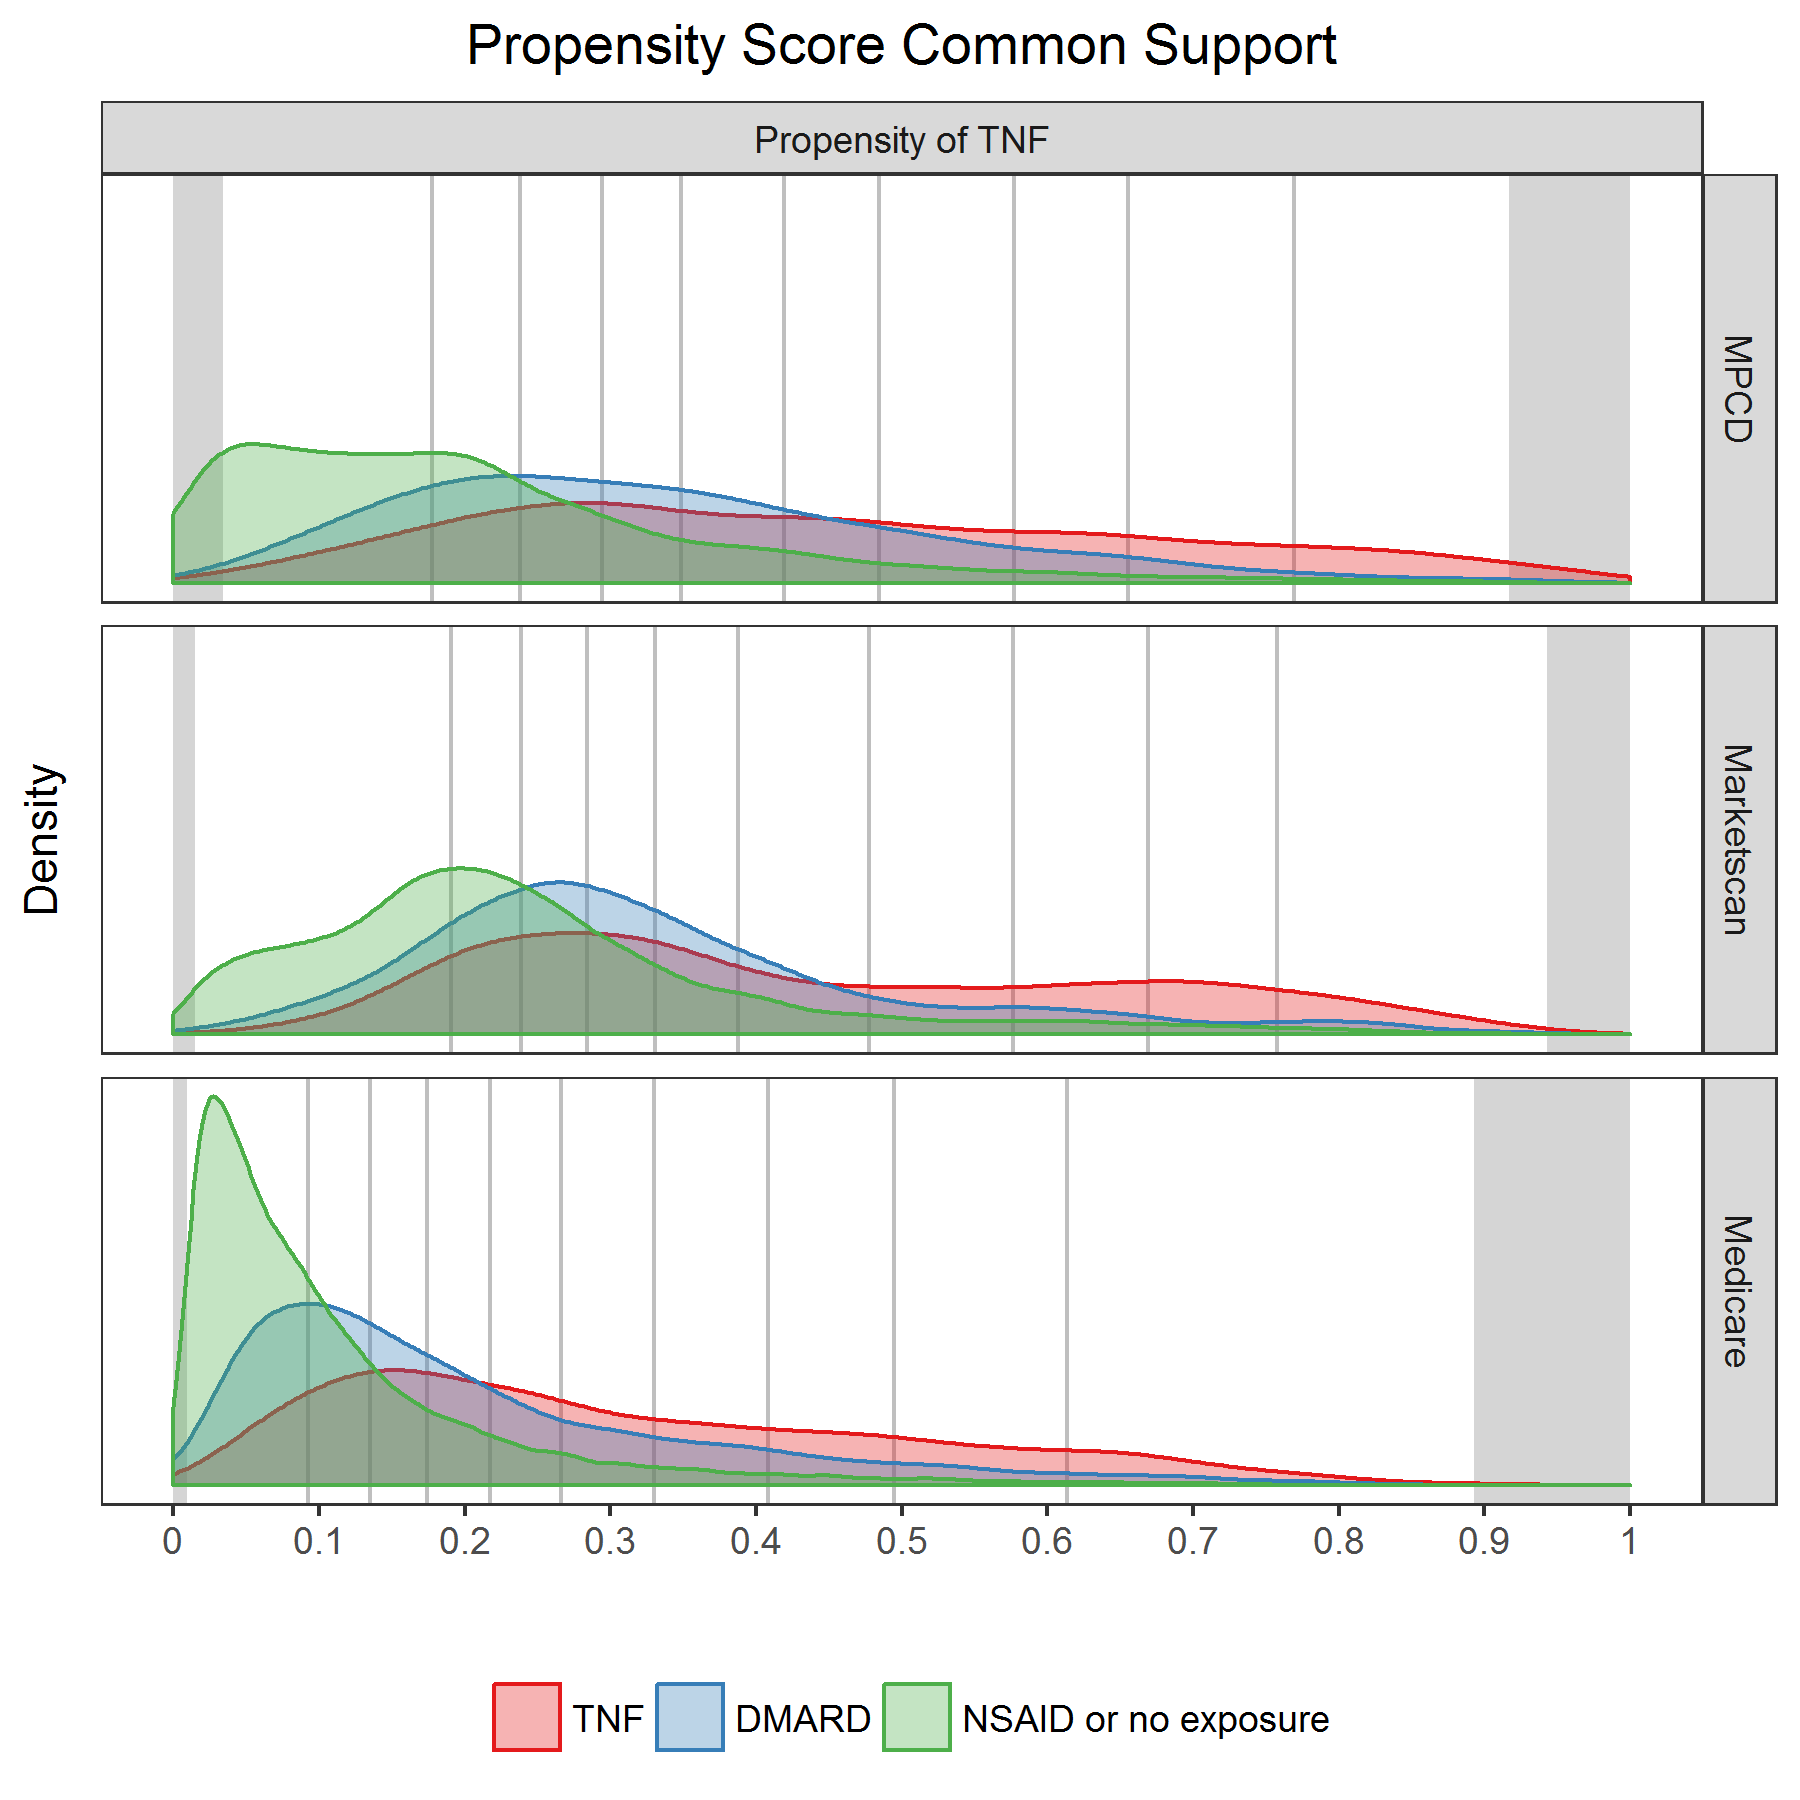 Propensity Score Common Support
Propensity of TNF
MPCD
Marketscan
Medicare
Density
0 0.1 0.2 0.3 0.4 0.5 0.6 0.7 0.8 0.9 1
TNF DMARD NSAID or no exposure